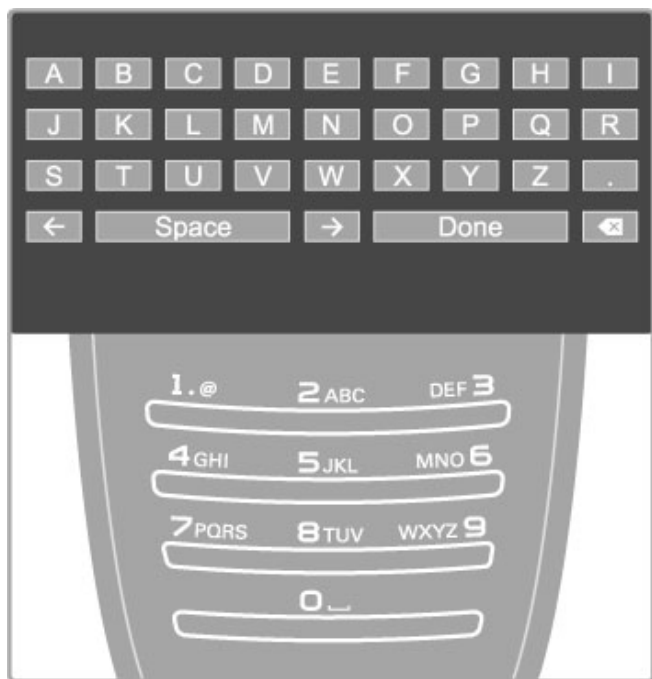 A B C D E F G H I
J K L M N O P Q R
S T U V W X Y Z .
← Space → Done ⌫
1.@ 2ABC DEF3
4GHI 5JKL MNO6
7PQRS 8TUV WXYZ9
0⎵